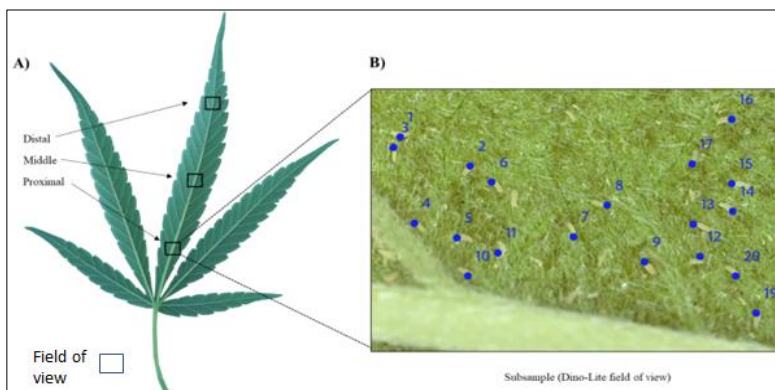 A)
B)
Distal
Middle
Proximal
Field of
view
1
3
2
6
4
5
11
10
7
8
9
16
17
15
14
13
12
20
19
Subsample (Dino-Lite field of view)